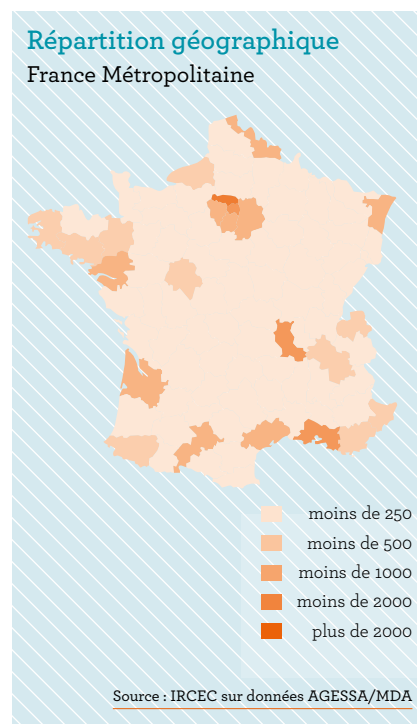 Répartition géographique
France Métropolitaine
moins de 250
moins de 500
moins de 1000
moins de 2000
plus de 2000
Source : IRCEC sur données AGESSA/MDA